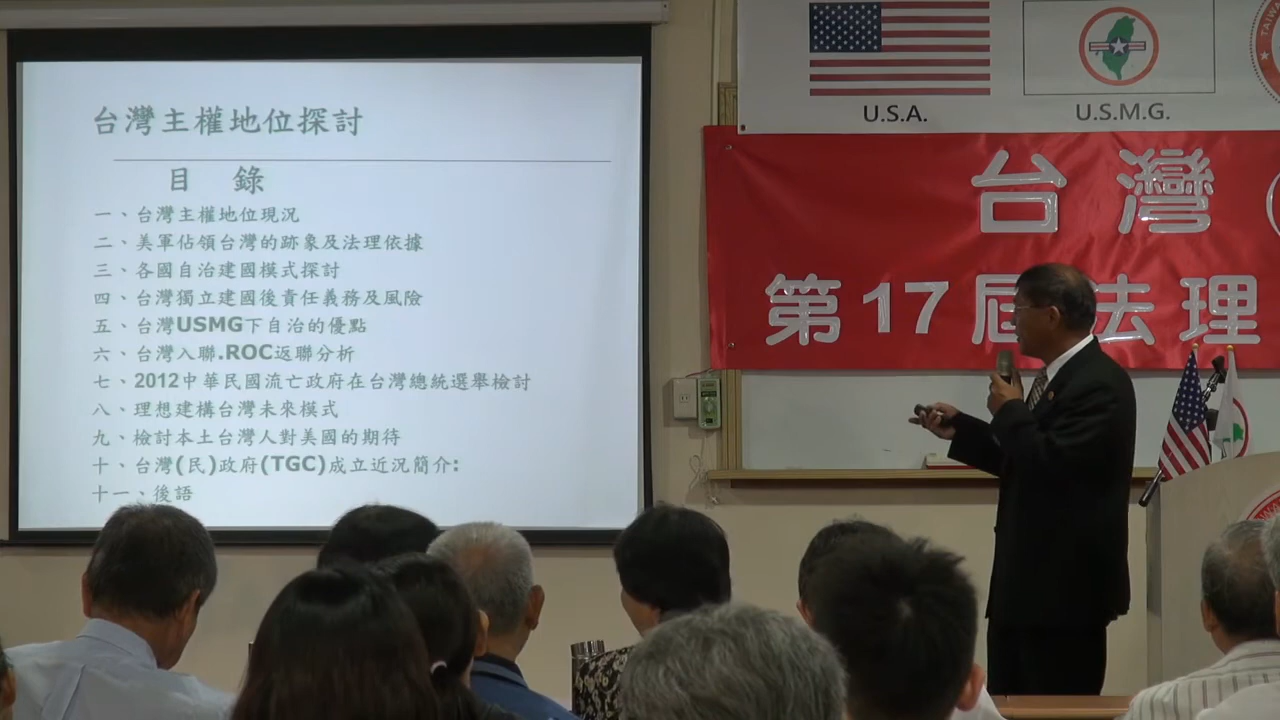 台灣主權地位探討
目 錄
一、台灣主權地位現況
二、美軍佔領台灣的跡象及法理依據
三、各國自治建國模式探討
四、台灣獨立建國後責任義務及風險
五、台灣USMG下自治的優點
六、台灣入聯.ROC返聯分析
七、2012中華民國流亡政府在台灣總統選舉檢討
八、理想建構台灣未來模式
九、檢討本土台灣人對美國的期待
十、台灣(民)政府(TGC)成立近況簡介:
十一、後語
U.S.A.
U.S.M.G.
台灣
第17屆法理